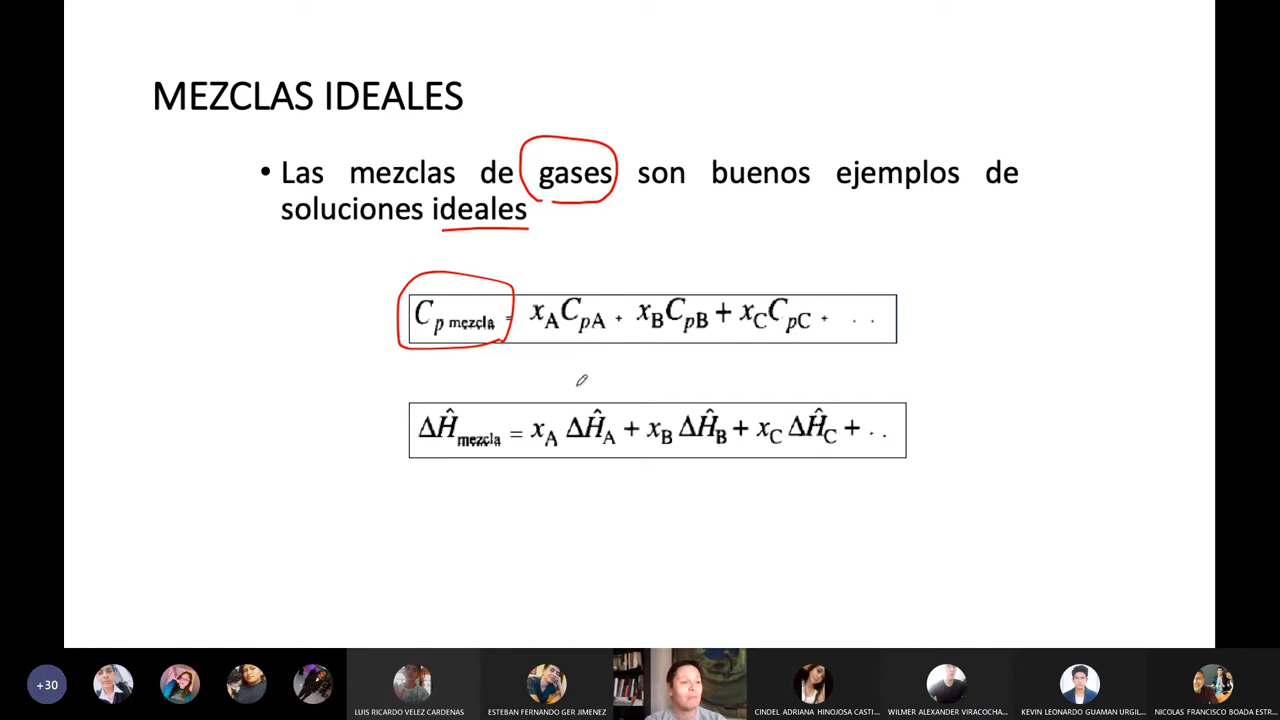 MEZCLAS IDEALES
• Las mezclas de gases son buenos ejemplos de
soluciones ideales
C_p mezcla = x_A C_pA + x_B C_pB + x_C C_pC + . .
ΔĤ_mezcla = x_A ΔĤ_A + x_B ΔĤ_B + x_C ΔĤ_C + . .
+30
LUIS RICARDO VELEZ CARDENAS
ESTEBAN FERNANDO GER JIMENEZ
CINDEL ADRIANA HINOJOSA CASTI...
WILMER ALEXANDER VIRACOCHA...
KEVIN LEONARDO GUAMAN URGIL...
NICOLAS FRANCISCO BOADA ESTR...